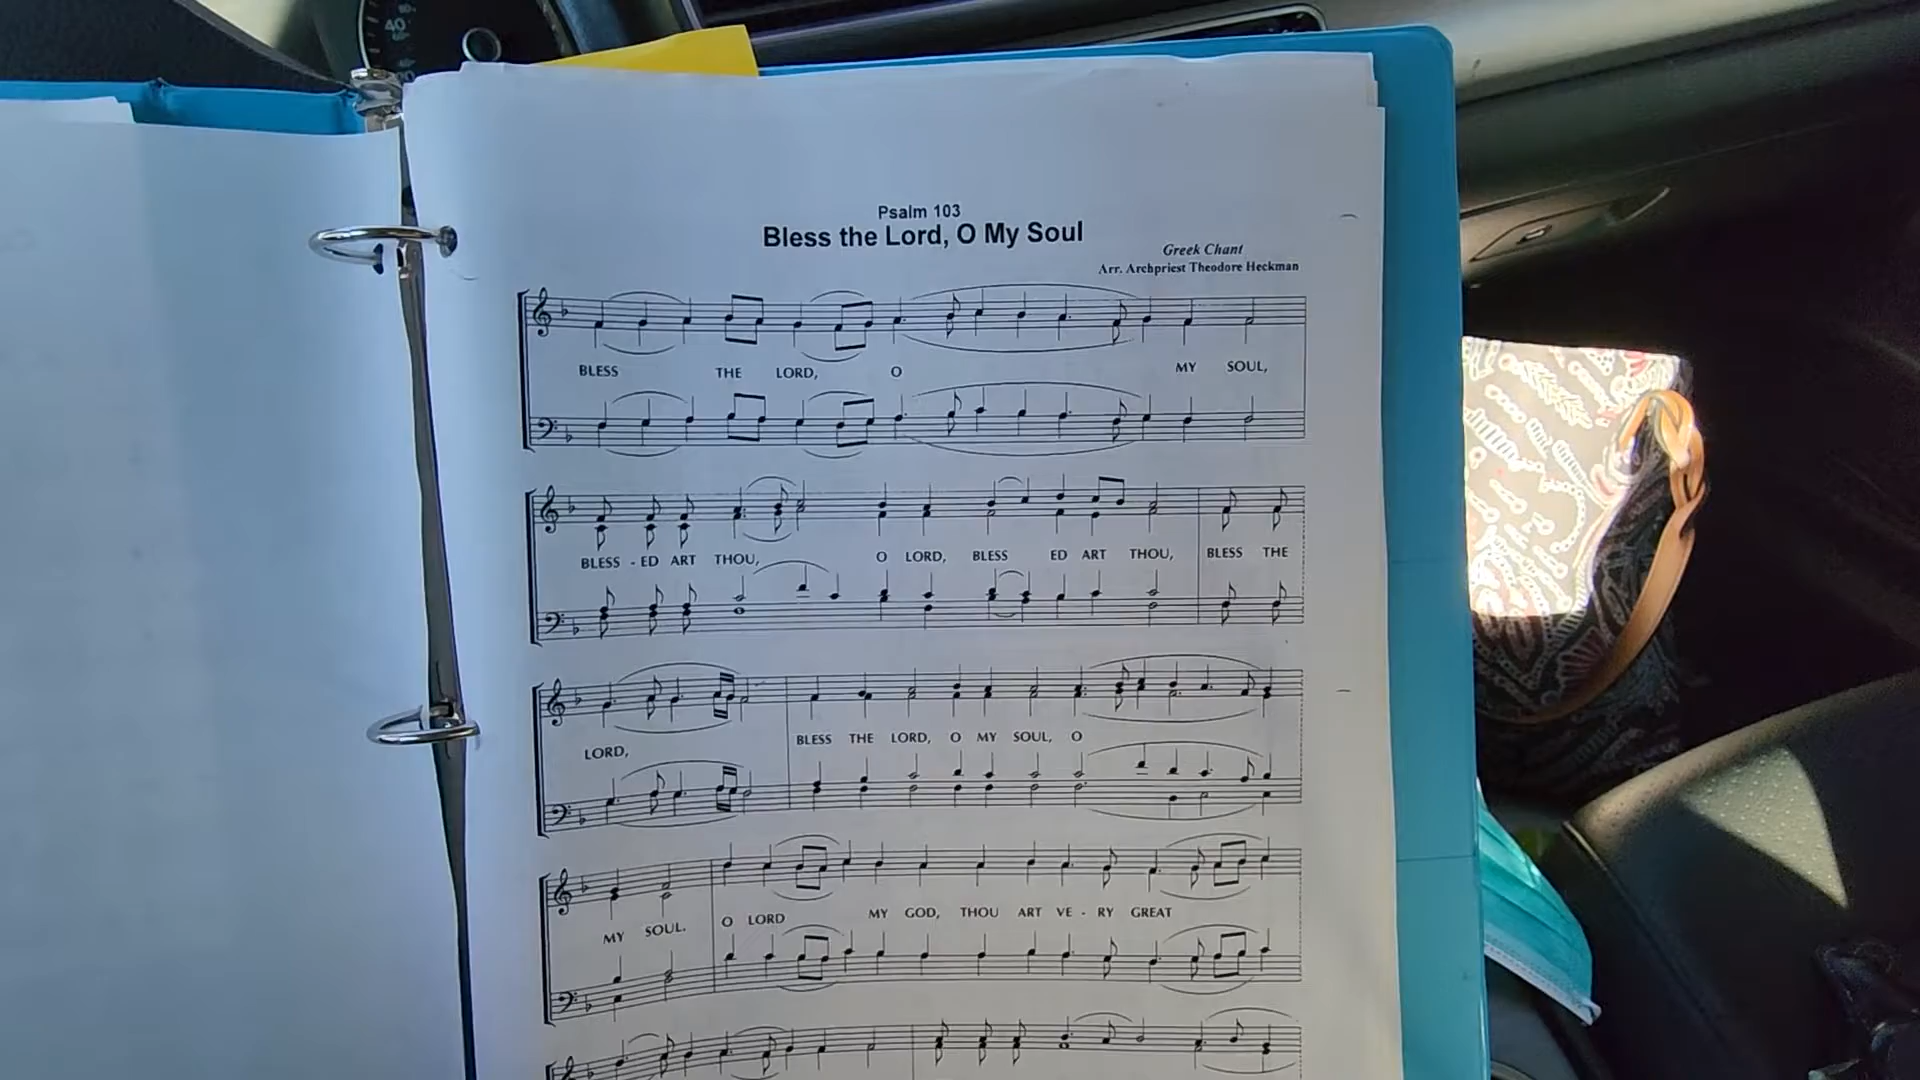 40
Psalm 103
Bless the Lord, O My Soul
Greek Chant
Arr. Archpriest Theodore Heckman
BLESS THE LORD, O MY SOUL,
BLESS - ED ART THOU, O LORD, BLESS ED ART THOU, BLESS THE
LORD, BLESS THE LORD, O MY SOUL, O
MY SOUL. O LORD MY GOD, THOU ART VE - RY GREAT